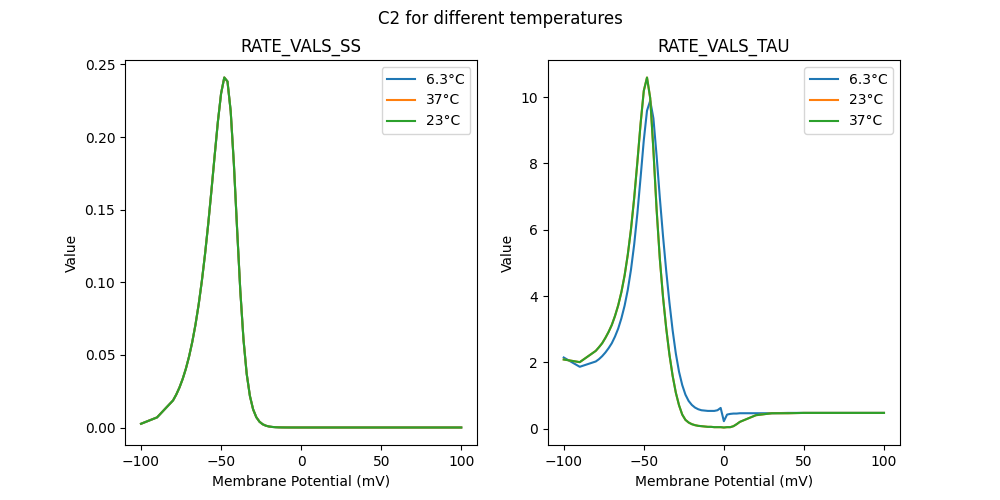 C2 for different temperatures
RATE_VALS_SS
RATE_VALS_TAU
6.3°C
37°C
23°C
6.3°C
23°C
37°C
0.25
0.20
0.15
0.10
0.05
0.00
Value
−100
−50
0
50
100
Membrane Potential (mV)
10
8
6
4
2
0
Value
−100
−50
0
50
100
Membrane Potential (mV)